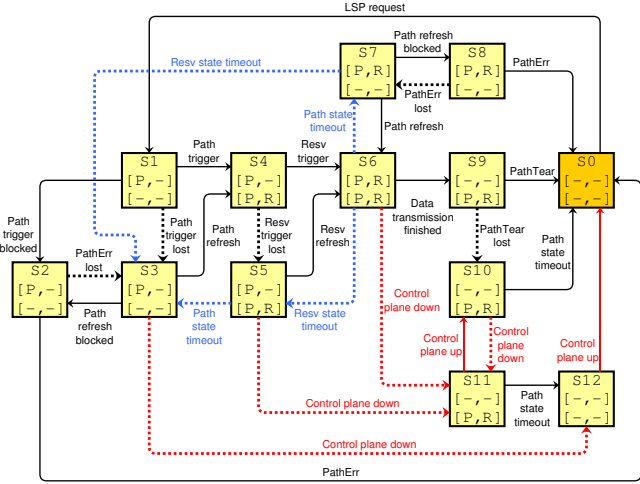 LSP request
S7
[P,R]
[-,-]
Path refresh
blocked
PathErr
lost
S8
[P,R]
[-,-]
PathErr
Resv state timeout
Path state
timeout
Path refresh
S1
[P,-]
[-,-]
Path
trigger
S4
[P,R]
[-,-]
Resv
trigger
S6
[P,R]
[P,R]
S9
[-,-]
[P,R]
PathTear
S0
[-,-]
[-,-]
Path
trigger
blocked
Path
trigger
lost
Path
refresh
Resv
trigger
lost
Resv
refresh
Data
transmission
finished
PathTear
lost
Path
state
timeout
S2
[P,-]
[-,-]
PathErr
lost
Path
refresh
blocked
S3
[P,-]
[-,-]
Path
state
timeout
S5
[P,-]
[P,R]
Resv state
timeout
S10
[-,-]
[P,R]
Control
plane down
Control
plane up
Control
plane
down
Control
plane up
S11
[-,-]
[P,R]
Path
state
timeout
S12
[-,-]
[-,-]
Control plane down
Control plane down
PathErr